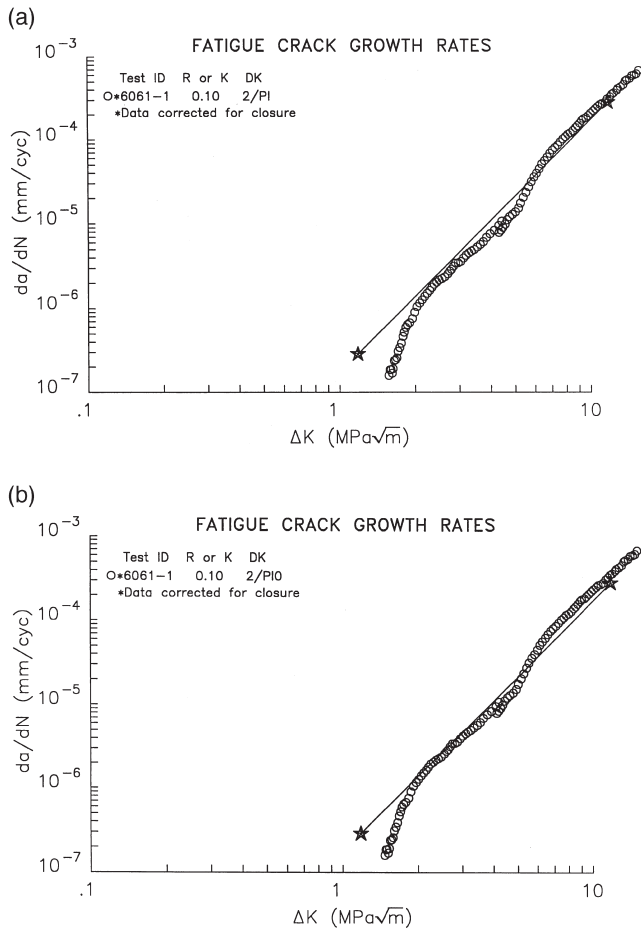 (a)
FATIGUE CRACK GROWTH RATES
Test ID R or K DK
O*6061-1 0.10 2/PI
*Data corrected for closure
10⁻³
10⁻⁴
10⁻⁵
10⁻⁶
10⁻⁷
da/dN (mm/cyc)
.1 1 10
ΔK (MPa√m)
(b)
FATIGUE CRACK GROWTH RATES
Test ID R or K DK
O*6061-1 0.10 2/PI0
*Data corrected for closure
10⁻³
10⁻⁴
10⁻⁵
10⁻⁶
10⁻⁷
da/dN (mm/cyc)
.1 1 10
ΔK (MPa√m)